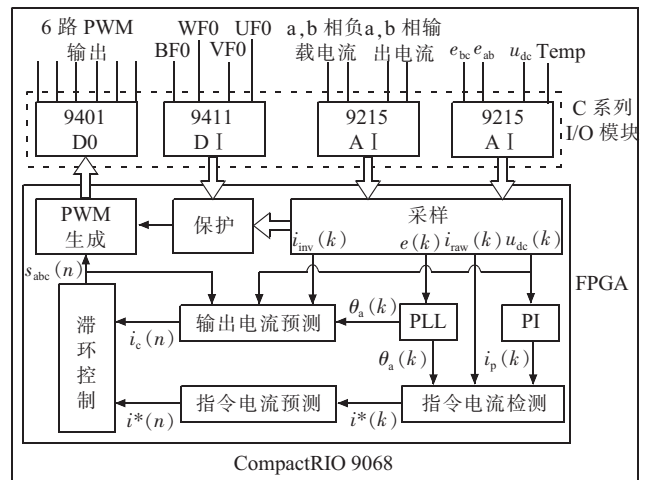 6 路 PWM
输出
WF0 UF0
BF0 VF0
a,b 相负
载电流
a,b 相输
出电流
e_bc e_ab u_dc Temp
9401
D0
9411
D I
9215
A I
9215
A I
C 系列
I/O 模块
PWM
生成
保护
采样
i_inv(k) e(k) i_raw(k) u_dc(k)
FPGA
s_abc(n)
滞环控制
输出电流预测
θ_a(k)
PLL
PI
i_c(n)
θ_a(k)
i_p(k)
指令电流预测
指令电流检测
i*(n)
i*(k)
CompactRIO 9068